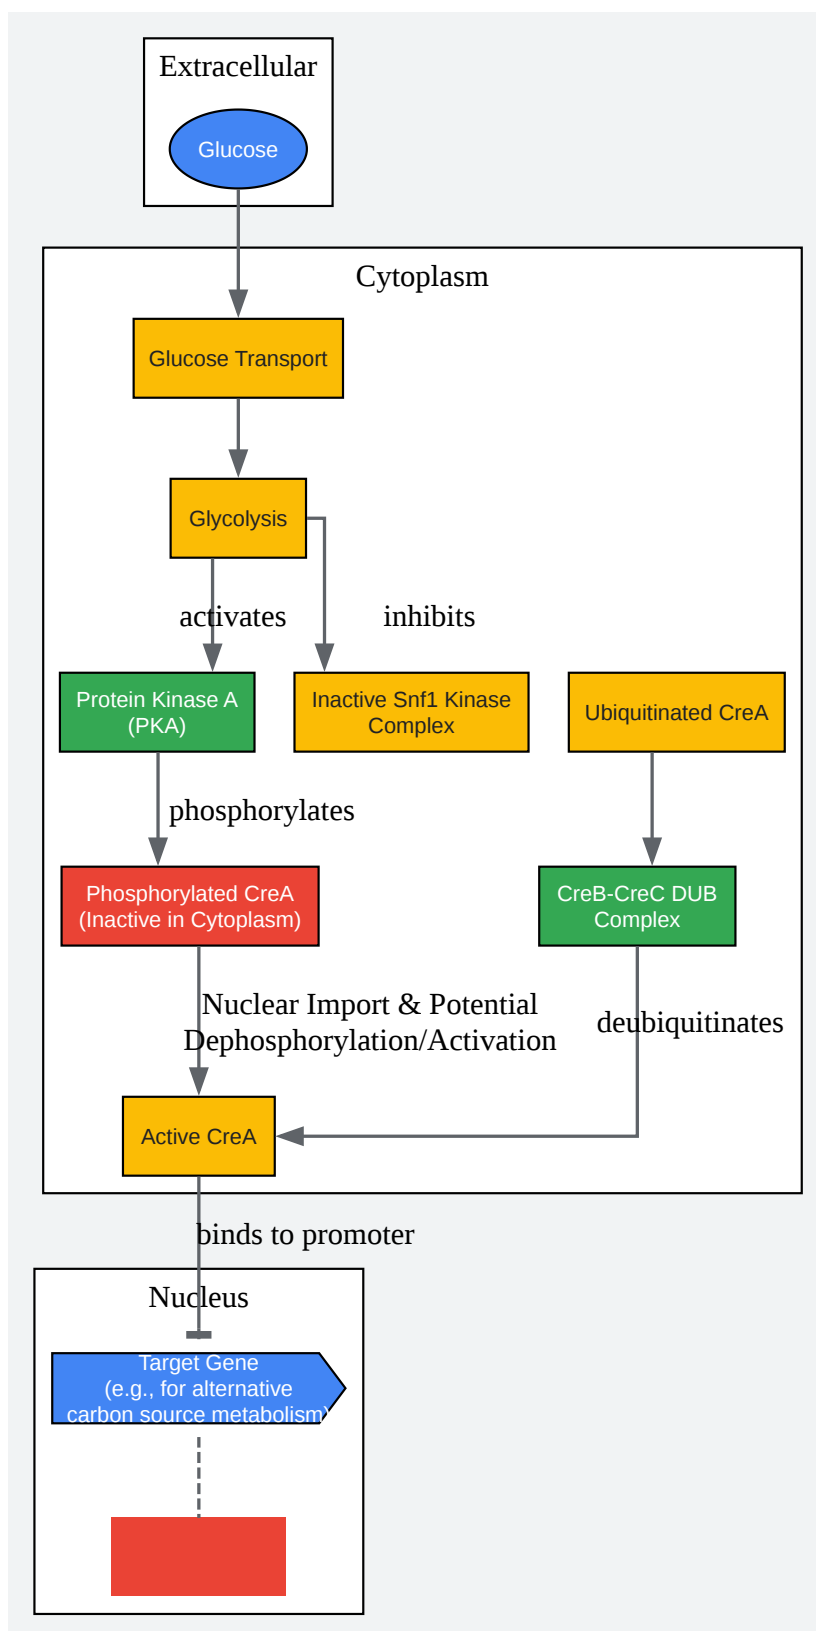 Extracellular
Glucose
Cytoplasm
Glucose Transport
Glycolysis
activates
inhibits
Protein Kinase A
(PKA)
Inactive Snf1 Kinase
Complex
Ubiquitinated CreA
phosphorylates
Phosphorylated CreA
(Inactive in Cytoplasm)
CreB-CreC DUB
Complex
Nuclear Import & Potential
Dephosphorylation/Activation
deubiquitinates
Active CreA
binds to promoter
Nucleus
Target Gene
(e.g., for alternative
carbon source metabolism)